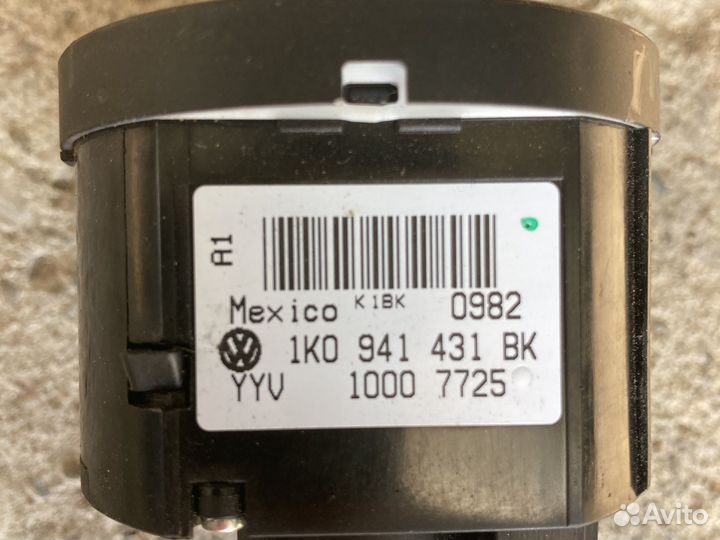 A1
Mexico K1BK 0982
1K0 941 431 BK
YYV 1000 7725
Avito